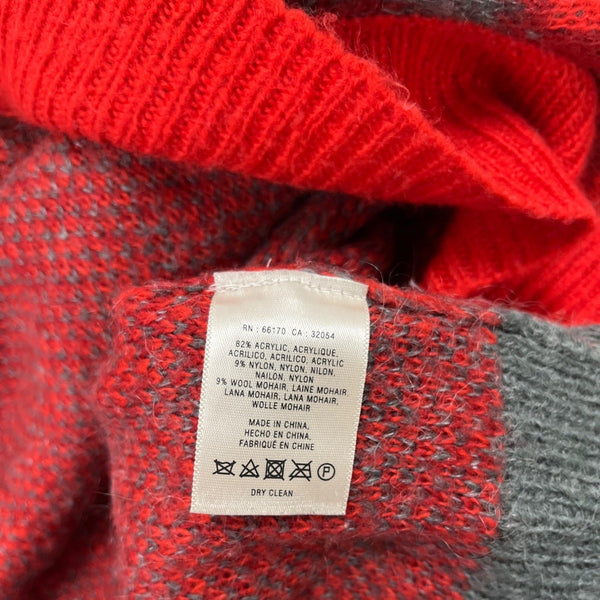 RN : 66170 CA : 32054
82% ACRYLIC, ACRYLIQUE,
ACRILICO, ACRILICO, ACRYLIC
9% NYLON, NYLON, NILON,
NAILON, NYLON
9% WOOL MOHAIR, LAINE MOHAIR
LANA MOHAIR, LANA MOHAIR,
WOLLE MOHAIR
MADE IN CHINA,
HECHO EN CHINA,
FABRIQUÉ EN CHINE
P
DRY CLEAN